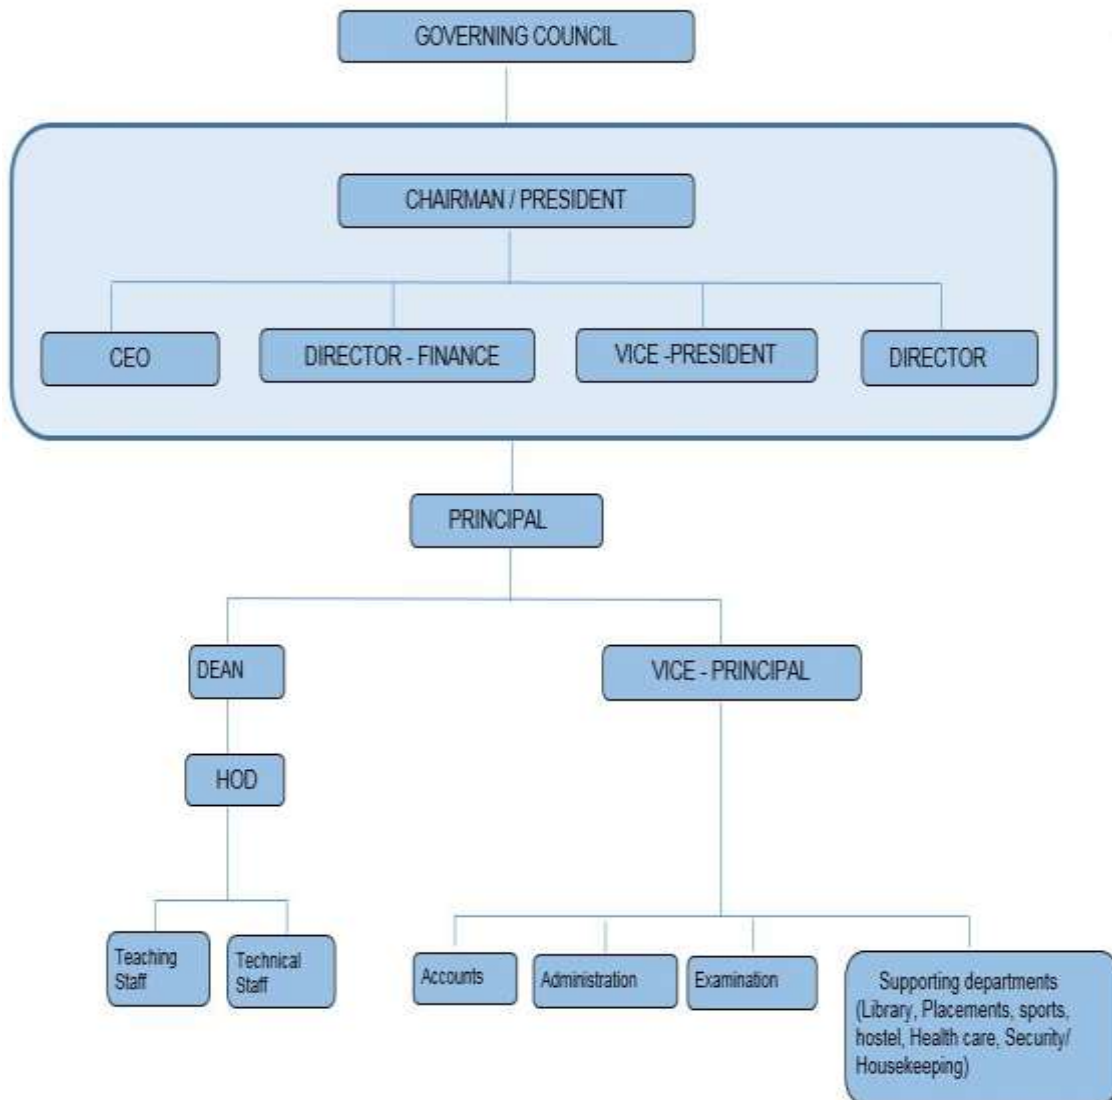 GOVERNING COUNCIL
CHAIRMAN / PRESIDENT
CEO
DIRECTOR - FINANCE
VICE -PRESIDENT
DIRECTOR
PRINCIPAL
DEAN
VICE - PRINCIPAL
HOD
Teaching
Staff
Technical
Staff
Accounts
Administration
Examination
Supporting departments
(Library, Placements, sports,
hostel, Health care, Security/
Housekeeping)